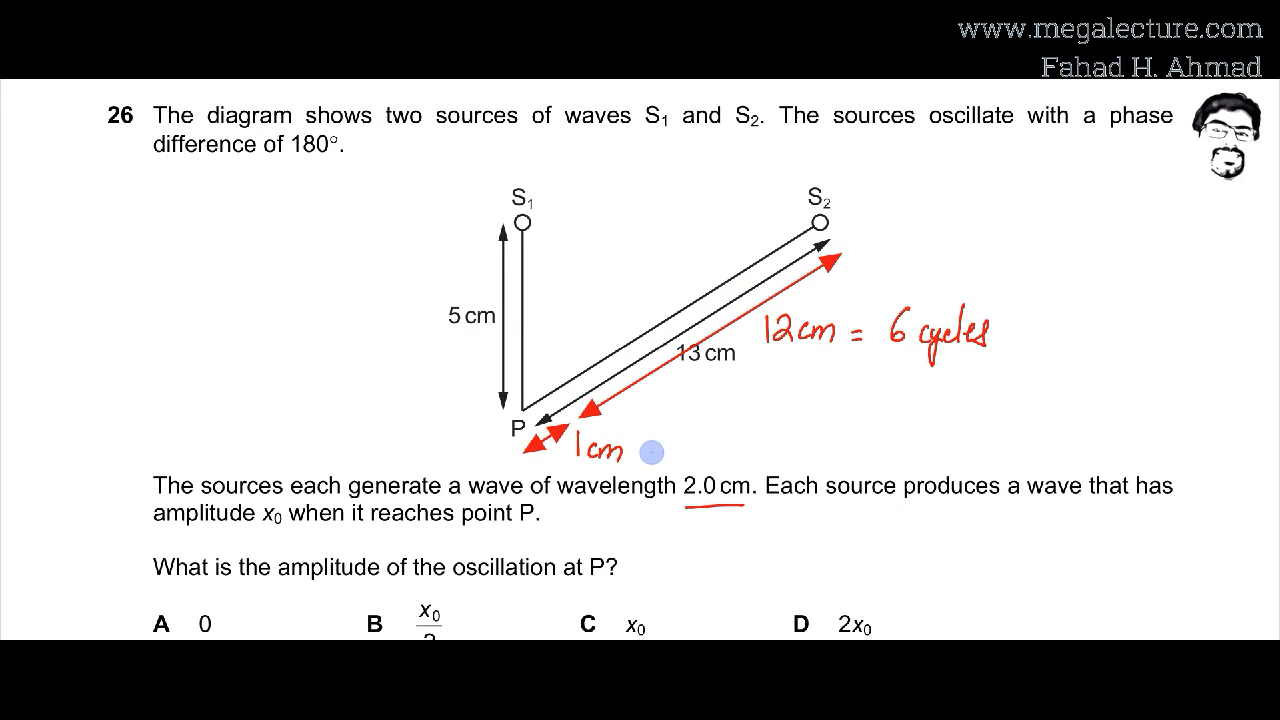 www.megalecture.com
Fahad H. Ahmad
26 The diagram shows two sources of waves S₁ and S₂. The sources oscillate with a phase
difference of 180°.
S₁ S₂
5 cm
12cm = 6 cycles
13 cm
P
1cm
The sources each generate a wave of wavelength 2.0 cm. Each source produces a wave that has
amplitude x₀ when it reaches point P.
What is the amplitude of the oscillation at P?
A 0 B x₀ C x₀ D 2x₀